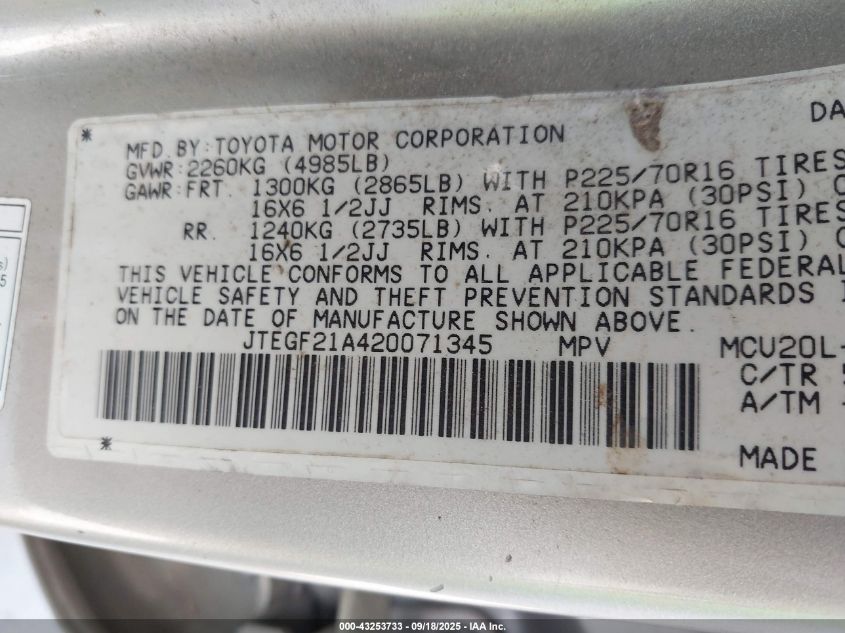 DA
* MFD. BY: TOYOTA MOTOR CORPORATION
GVWR: 2260KG (4985LB)
GAWR: FRT. 1300KG (2865LB) WITH P225/70R16 TIRES
16X6 1/2JJ RIMS. AT 210KPA (30PSI)
RR. 1240KG (2735LB) WITH P225/70R16 TIRES
16X6 1/2JJ RIMS. AT 210KPA (30PSI)
THIS VEHICLE CONFORMS TO ALL APPLICABLE FEDERAL
VEHICLE SAFETY AND THEFT PREVENTION STANDARDS
ON THE DATE OF MANUFACTURE SHOWN ABOVE.
JTEGF21A420071345 MPV MCU20L-
C/TR
A/TM -
* MADE
s)
5
000-43253733 - 09/18/2025 - IAA Inc.